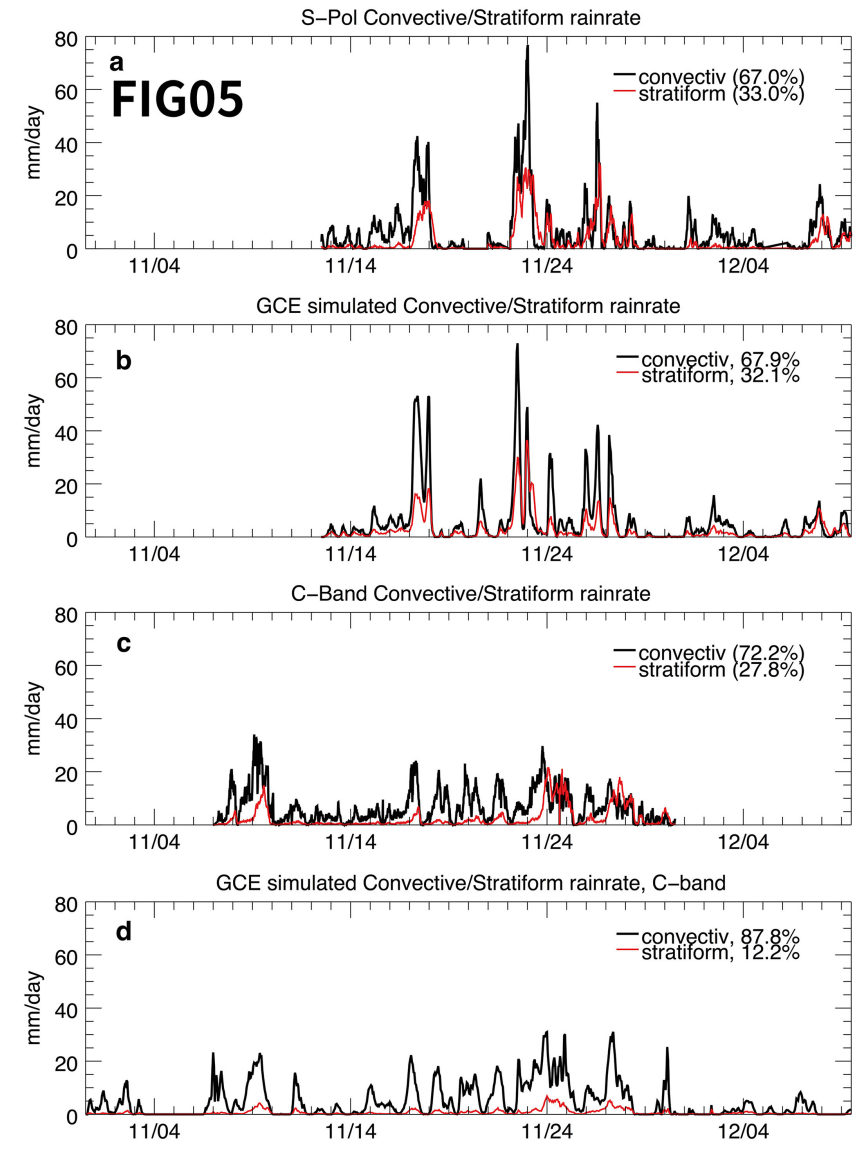 S−Pol Convective/Stratiform rainrate
80
60
40
20
0
mm/day
a
FIG05
convectiv (67.0%)
stratiform (33.0%)
11/04 11/14 11/24 12/04
GCE simulated Convective/Stratiform rainrate
80
60
40
20
0
mm/day
b
convectiv, 67.9%
stratiform, 32.1%
11/04 11/14 11/24 12/04
C−Band Convective/Stratiform rainrate
80
60
40
20
0
mm/day
c
convectiv (72.2%)
stratiform (27.8%)
11/04 11/14 11/24 12/04
GCE simulated Convective/Stratiform rainrate, C−band
80
60
40
20
0
mm/day
d
convectiv, 87.8%
stratiform, 12.2%
11/04 11/14 11/24 12/04